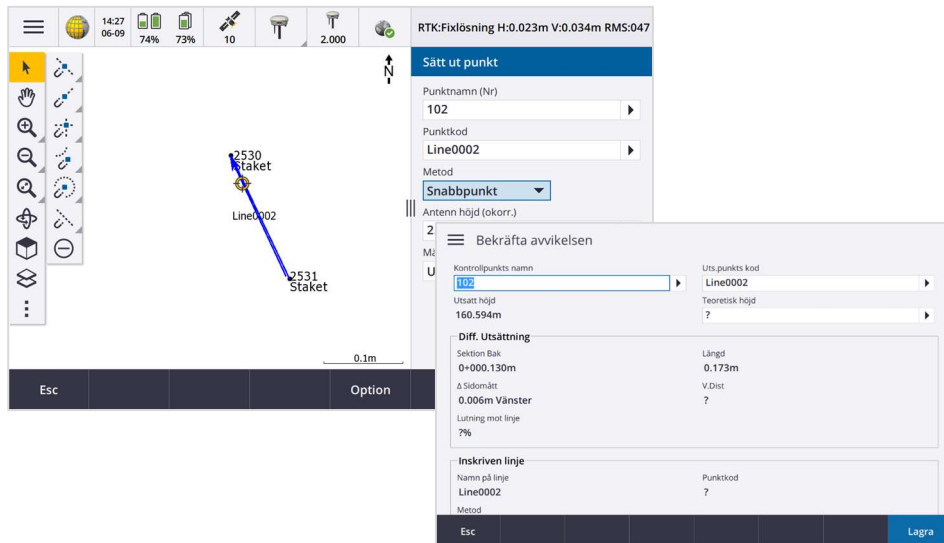 14:27
06-09
74%
73%
10
2.000
RTK:Fixlösning H:0.023m V:0.034m RMS:047
Sätt ut punkt
N
Punktnamn (Nr)
102
Punktkod
Line0002
Metod
Snabbpunkt
Antenn höjd (okorr.)
2
2530
Staket
Line0002
2531
Staket
0.1m
Esc
Option
Bekräfta avvikelsen
Kontrollpunkts namn
Uts.punkts kod
102
Line0002
Utsatt höjd
Teoretisk höjd
160.594m
?
Diff. Utsättning
Sektion Bak
Längd
0+000.130m
0.173m
Δ Sidomått
V.Dist
0.006m Vänster
?
Lutning mot linje
?%
Inskriven linje
Namn på linje
Punktkod
Line0002
?
Metod
Esc
Lagra